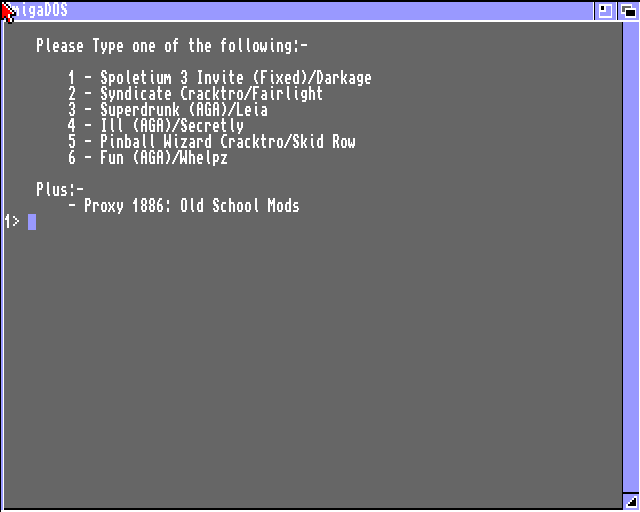 AmigaDOS
Please Type one of the following:-
1 - Spoletium 3 Invite (Fixed)/Darkage
2 - Syndicate Cracktro/Fairlight
3 - Superdrunk (AGA)/Leia
4 - Ill (AGA)/Secretly
5 - Pinball Wizard Cracktro/Skid Row
6 - Fun (AGA)/Whelpz
Plus:-
- Proxy 1886: Old School Mods
1>